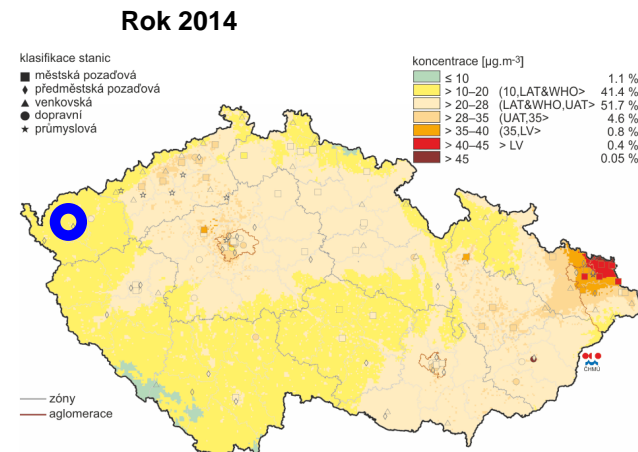 Rok 2014
klasifikace stanic
městská pozaďová
předměstská pozaďová
venkovská
dopravní
průmyslová
koncentrace [µg.m-3]
≤ 10 1.1 %
> 10–20 (10,LAT&WHO> 41.4 %
> 20–28 (LAT&WHO,UAT> 51.7 %
> 28–35 (UAT,35> 4.6 %
> 35–40 (35,LV> 0.8 %
> 40–45 > LV 0.4 %
> 45 0.05 %
ČHMÚ
zóny
aglomerace